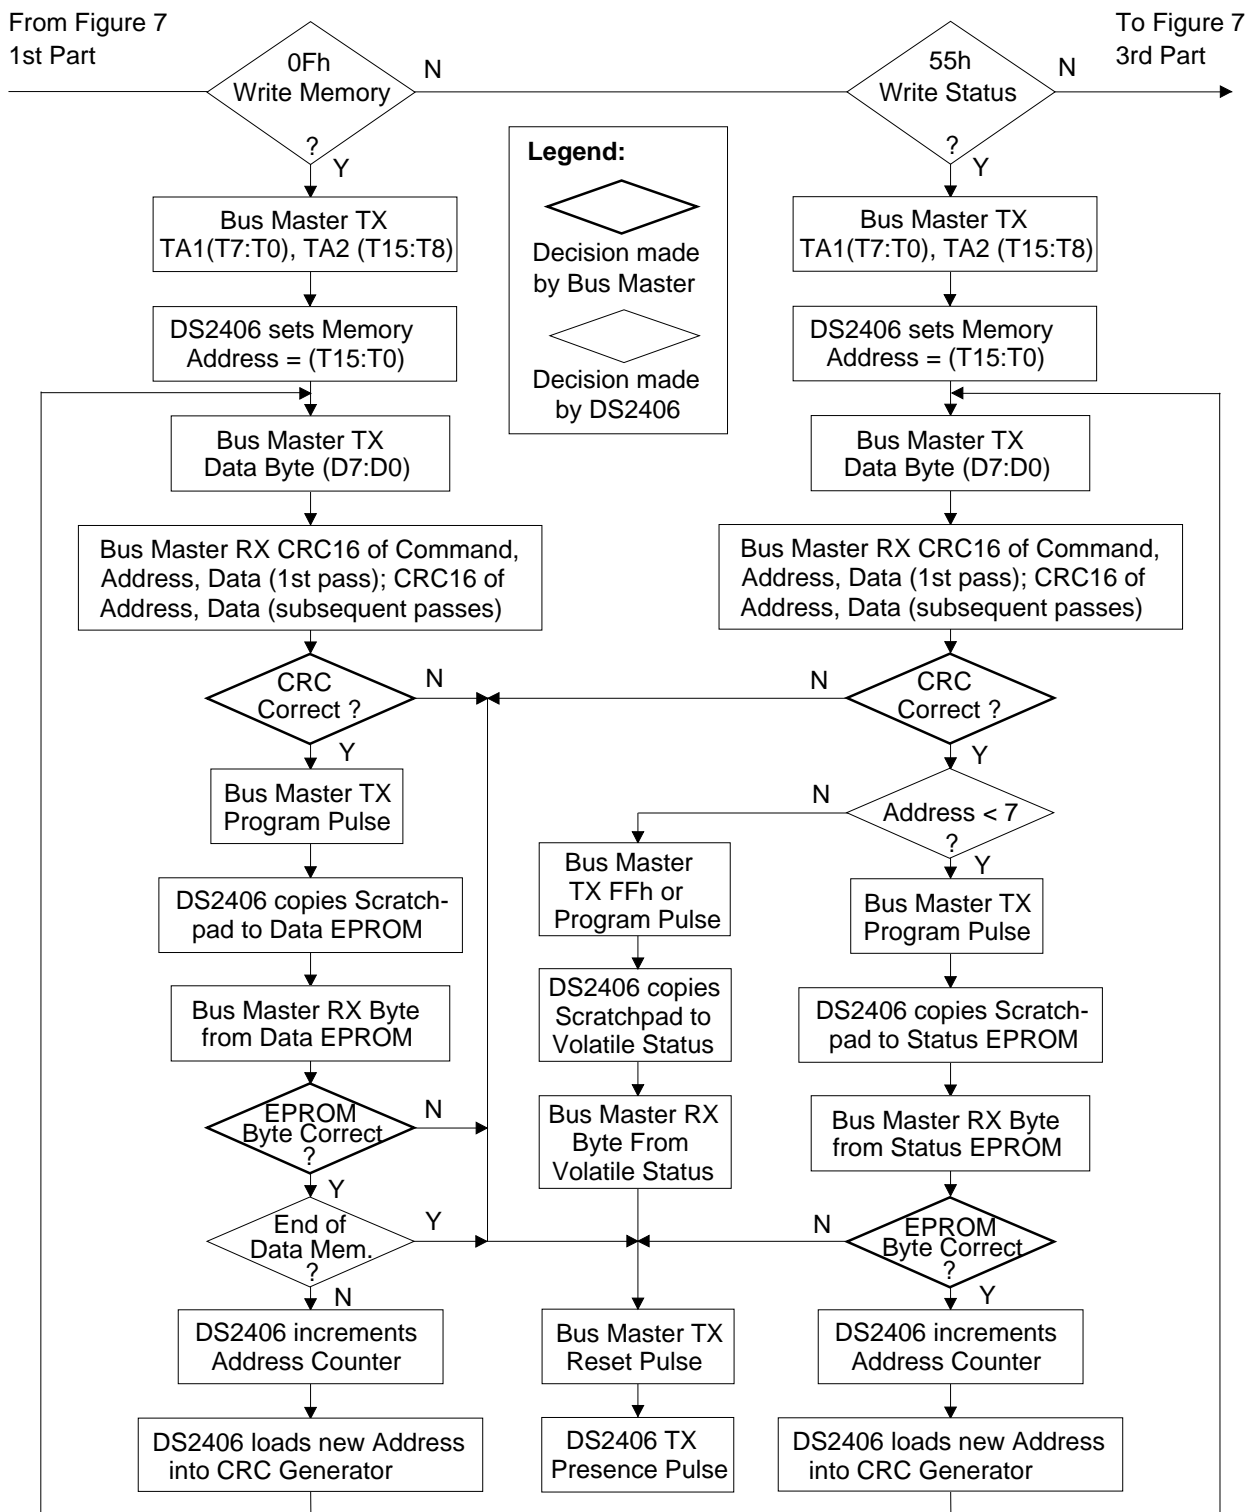 From Figure 7
1st Part
To Figure 7
3rd Part
0Fh
Write Memory
?
N
Y
55h
Write Status
?
N
Y
Legend:
Decision made
by Bus Master
Decision made
by DS2406
Bus Master TX
TA1(T7:T0), TA2 (T15:T8)
DS2406 sets Memory
Address = (T15:T0)
Bus Master TX
Data Byte (D7:D0)
Bus Master RX CRC16 of Command,
Address, Data (1st pass); CRC16 of
Address, Data (subsequent passes)
CRC
Correct ?
N
Y
Bus Master TX
Program Pulse
DS2406 copies Scratch-
pad to Data EPROM
Bus Master RX Byte
from Data EPROM
EPROM
Byte Correct
?
N
Y
End of
Data Mem.
?
Y
N
DS2406 increments
Address Counter
DS2406 loads new Address
into CRC Generator
Bus Master
TX FFh or
Program Pulse
DS2406 copies
Scratchpad to
Volatile Status
Bus Master RX
Byte From
Volatile Status
Bus Master TX
Reset Pulse
DS2406 TX
Presence Pulse
Bus Master TX
TA1(T7:T0), TA2 (T15:T8)
DS2406 sets Memory
Address = (T15:T0)
Bus Master TX
Data Byte (D7:D0)
Bus Master RX CRC16 of Command,
Address, Data (1st pass); CRC16 of
Address, Data (subsequent passes)
N
CRC
Correct ?
Y
N
Address < 7
?
Y
Bus Master TX
Program Pulse
DS2406 copies Scratch-
pad to Status EPROM
Bus Master RX Byte
from Status EPROM
N
EPROM
Byte Correct
?
Y
DS2406 increments
Address Counter
DS2406 loads new Address
into CRC Generator